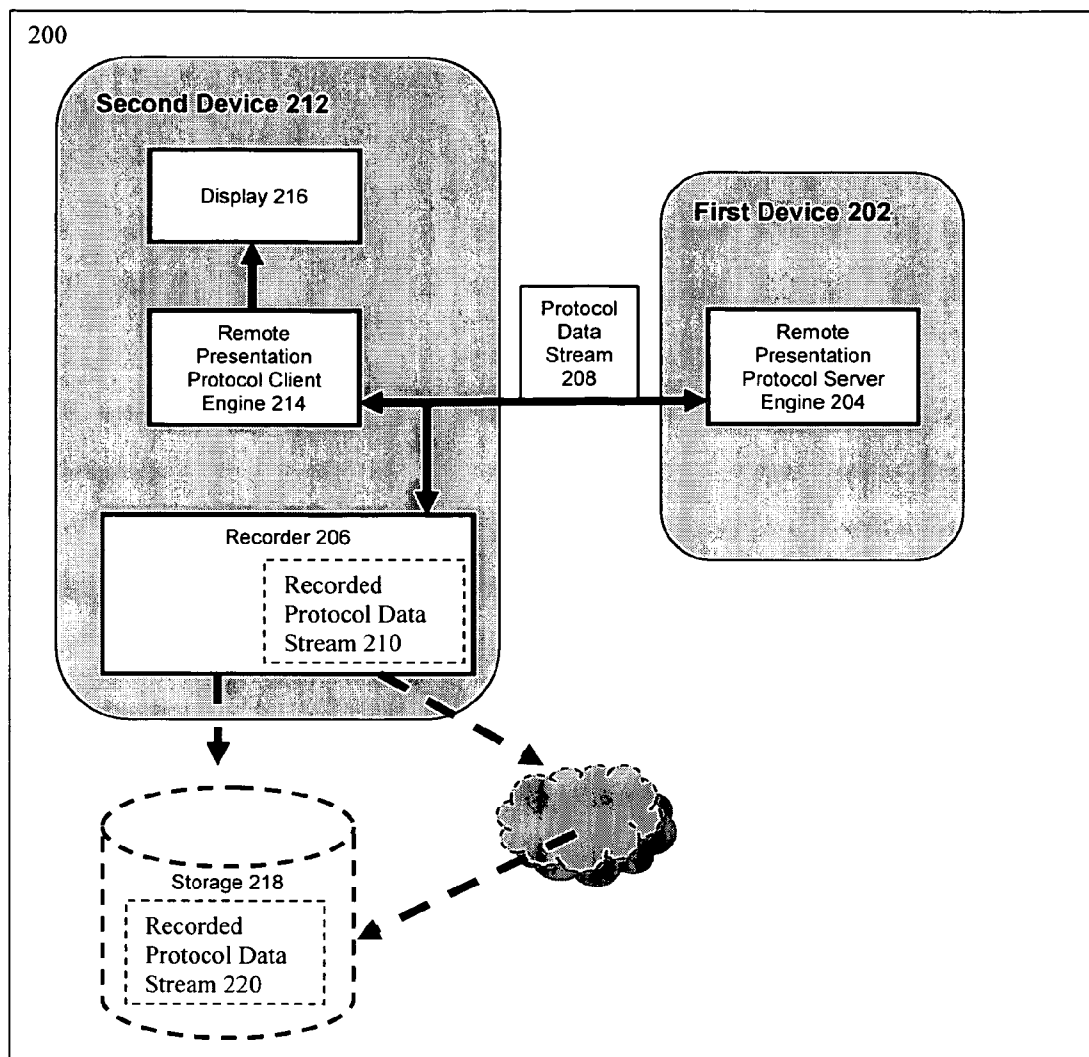 200
Second Device 212
Display 216
First Device 202
Protocol
Data
Stream
208
Remote
Presentation
Protocol Client
Engine 214
Remote
Presentation
Protocol Server
Engine 204
Recorder 206
Recorded
Protocol Data
Stream 210
Storage 218
Recorded
Protocol Data
Stream 220